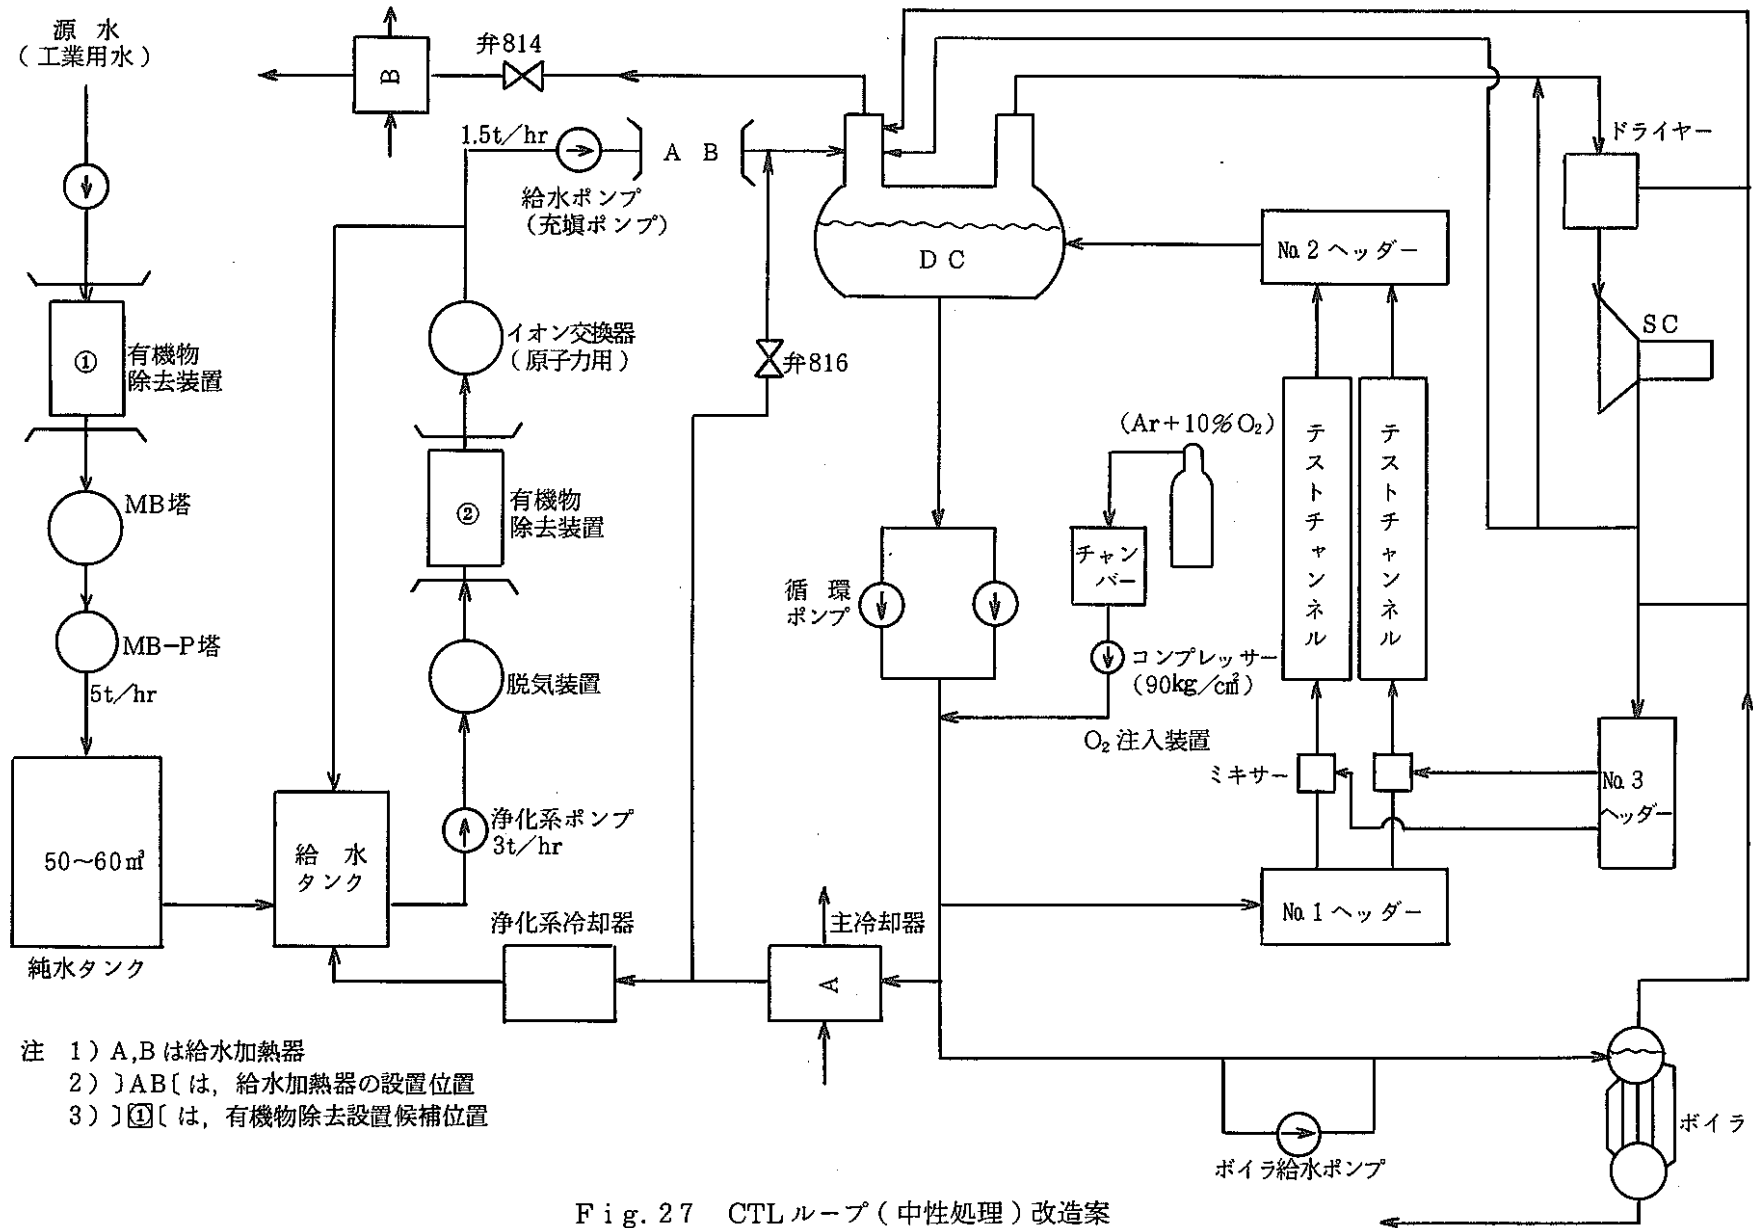 源水
(工業用水)
①
有機物
除去装置
MB塔
MB-P塔
5t/hr
50~60㎥
純水タンク
B
弁814
1.5t/hr
給水ポンプ
(充塡ポンプ)
A B
イオン交換器
(原子力用)
②
有機物
除去装置
脱気装置
浄化系ポンプ
3t/hr
給水
タンク
浄化系冷却器
弁816
主冷却器
A
DC
循環
ポンプ
(Ar+10%O₂)
チャン
バー
コンプレッサー
(90kg/c㎡)
O₂注入装置
№2ヘッダー
テストチャンネル
テストチャンネル
ミキサー
№1ヘッダー
ドライヤー
SC
№3
ヘッダー
ボイラ
ボイラ給水ポンプ
注 1)A,Bは給水加熱器
2)〕AB〔は,給水加熱器の設置位置
3)〕①〔は,有機物除去設置候補位置
Fig.27 CTLループ(中性処理)改造案